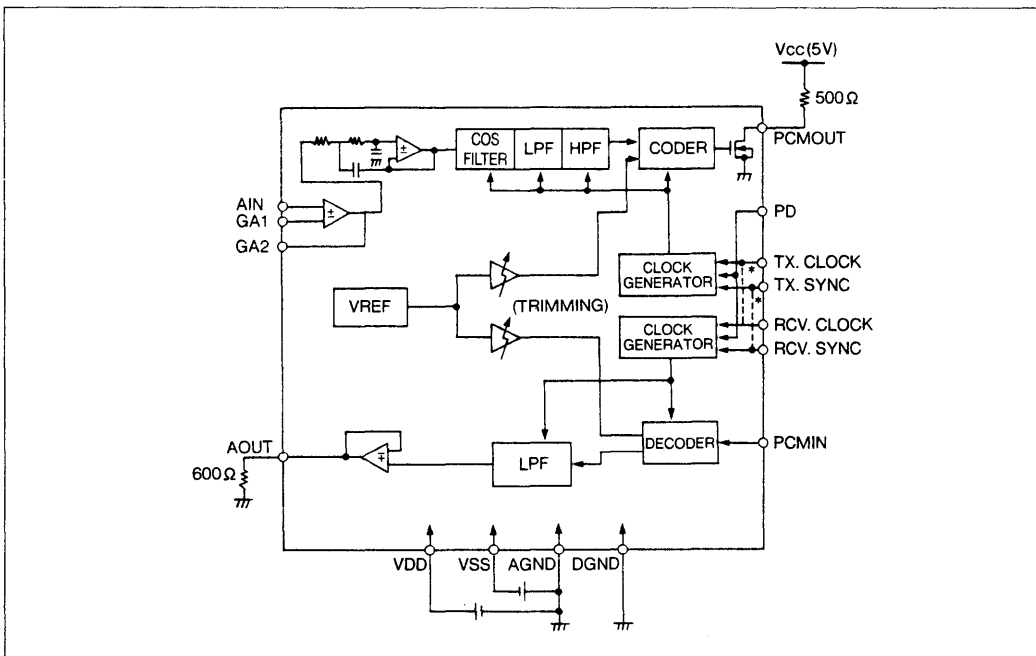 Vcc(5V)
500Ω
PCMOUT
COS FILTER
LPF
HPF
CODER
±
AIN
GA1
GA2
±
PD
TX. CLOCK
TX. SYNC
*
*
CLOCK GENERATOR
VREF
(TRIMMING)
CLOCK GENERATOR
RCV. CLOCK
RCV. SYNC
AOUT
600Ω
∓
LPF
DECODER
PCMIN
VDD
VSS
AGND
DGND